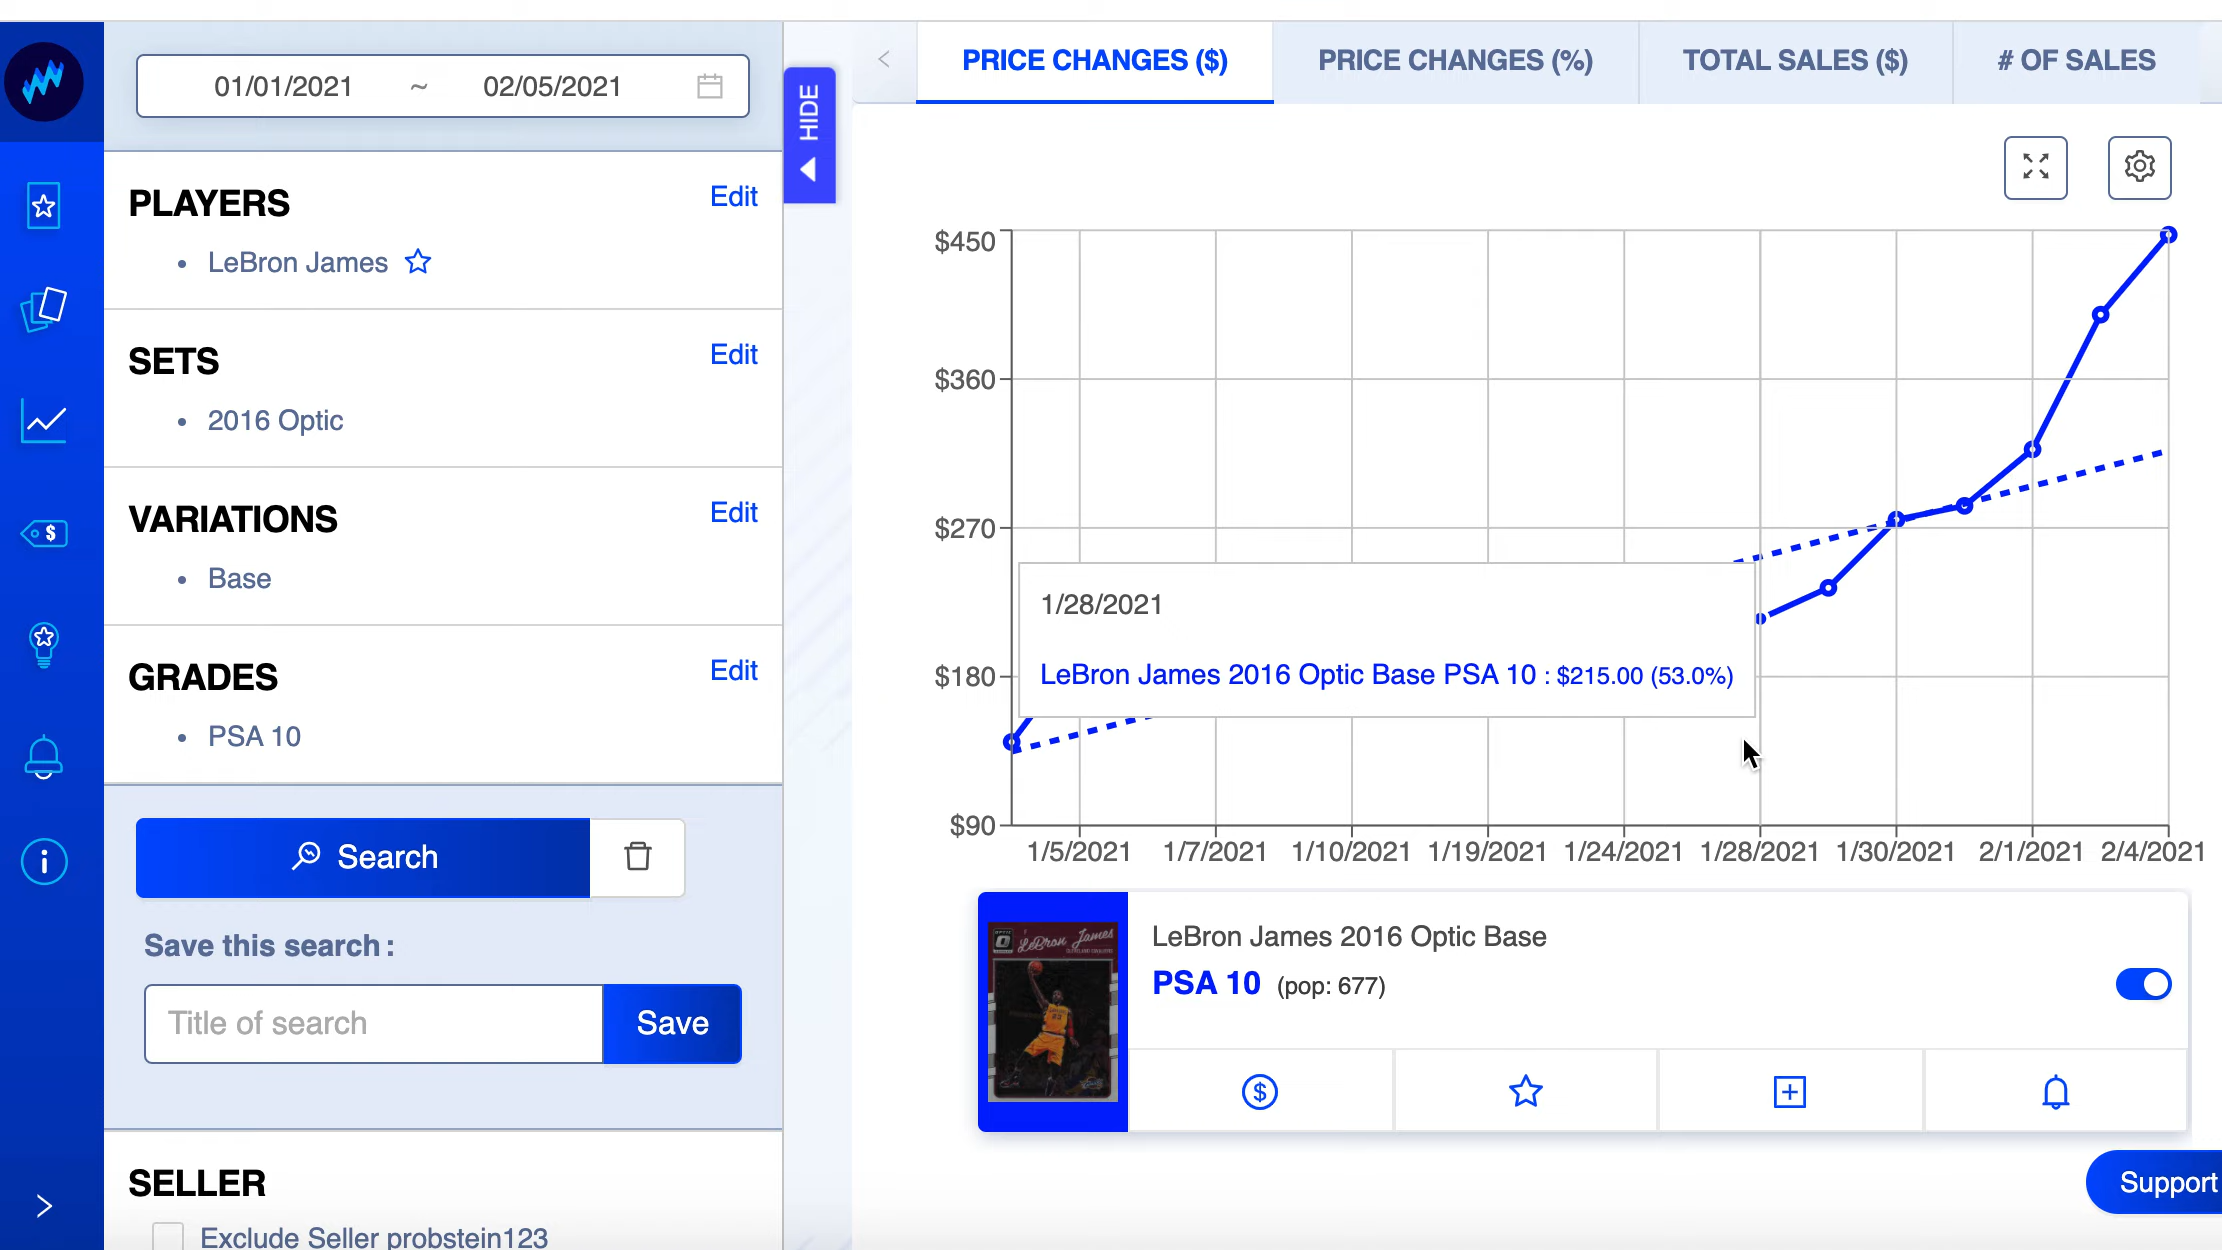 01/01/2021 ~ 02/05/2021
HIDE
PRICE CHANGES ($)
PRICE CHANGES (%)
TOTAL SALES ($)
# OF SALES
PLAYERS
Edit
LeBron James
SETS
Edit
2016 Optic
VARIATIONS
Edit
Base
GRADES
Edit
PSA 10
Search
Save this search :
Title of search
Save
SELLER
Exclude Seller probstein123
$450
$360
$270
$180
$90
1/28/2021
LeBron James 2016 Optic Base PSA 10 : $215.00 (53.0%)
1/5/2021 1/7/2021 1/10/2021 1/19/2021 1/24/2021 1/28/2021 1/30/2021 2/1/2021 2/4/2021
LeBron James
LeBron James 2016 Optic Base
PSA 10 (pop: 677)
Support